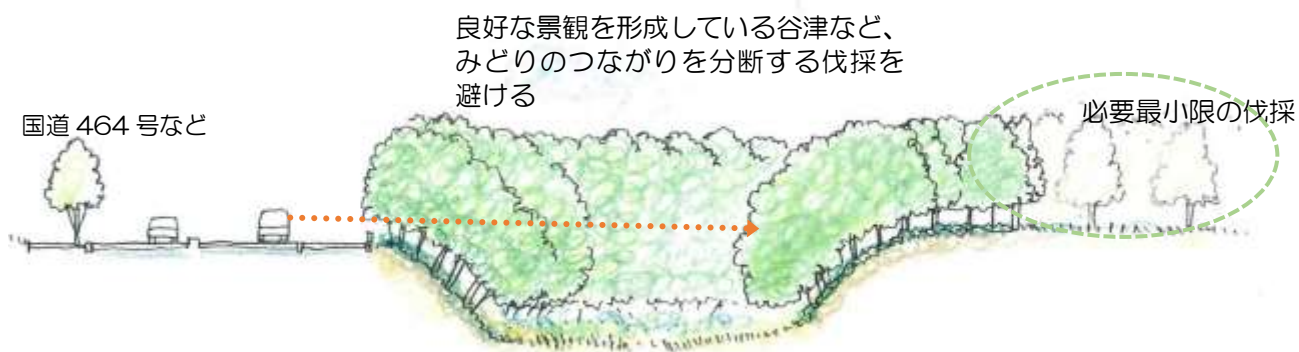 良好な景観を形成している谷津など、
みどりのつながりを分断する伐採を
避ける
国道 464 号など
必要最小限の伐採